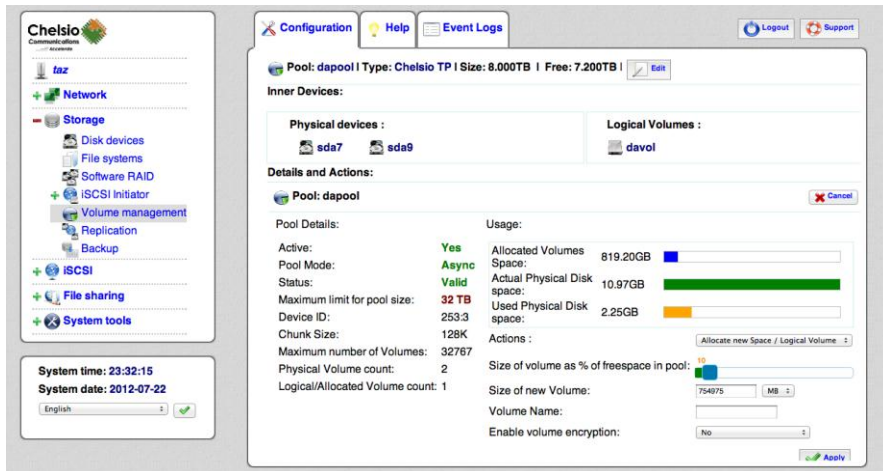 Chelsio
Communications
Accelerate
taz
Network
Storage
Disk devices
File systems
Software RAID
iSCSI Initiator
Volume management
Replication
Backup
iSCSI
File sharing
System tools
System time: 23:32:15
System date: 2012-07-22
English
Configuration
Help
Event Logs
Logout
Support
Pool: dapool | Type: Chelsio TP | Size: 8.000TB | Free: 7.200TB |
Edit
Inner Devices:
Physical devices :
sda7 sda9
Logical Volumes :
davol
Details and Actions:
Pool: dapool
Cancel
Pool Details:
Active: Yes
Pool Mode: Async
Status: Valid
Maximum limit for pool size: 32 TB
Device ID: 253:3
Chunk Size: 128K
Maximum number of Volumes: 32767
Physical Volume count: 2
Logical/Allocated Volume count: 1
Usage:
Allocated Volumes
Space: 819.20GB
Actual Physical Disk
space: 10.97GB
Used Physical Disk
space: 2.25GB
Actions : Allocate new Space / Logical Volume
Size of volume as % of freespace in pool: 10
Size of new Volume: 754975 MB
Volume Name:
Enable volume encryption: No
Apply